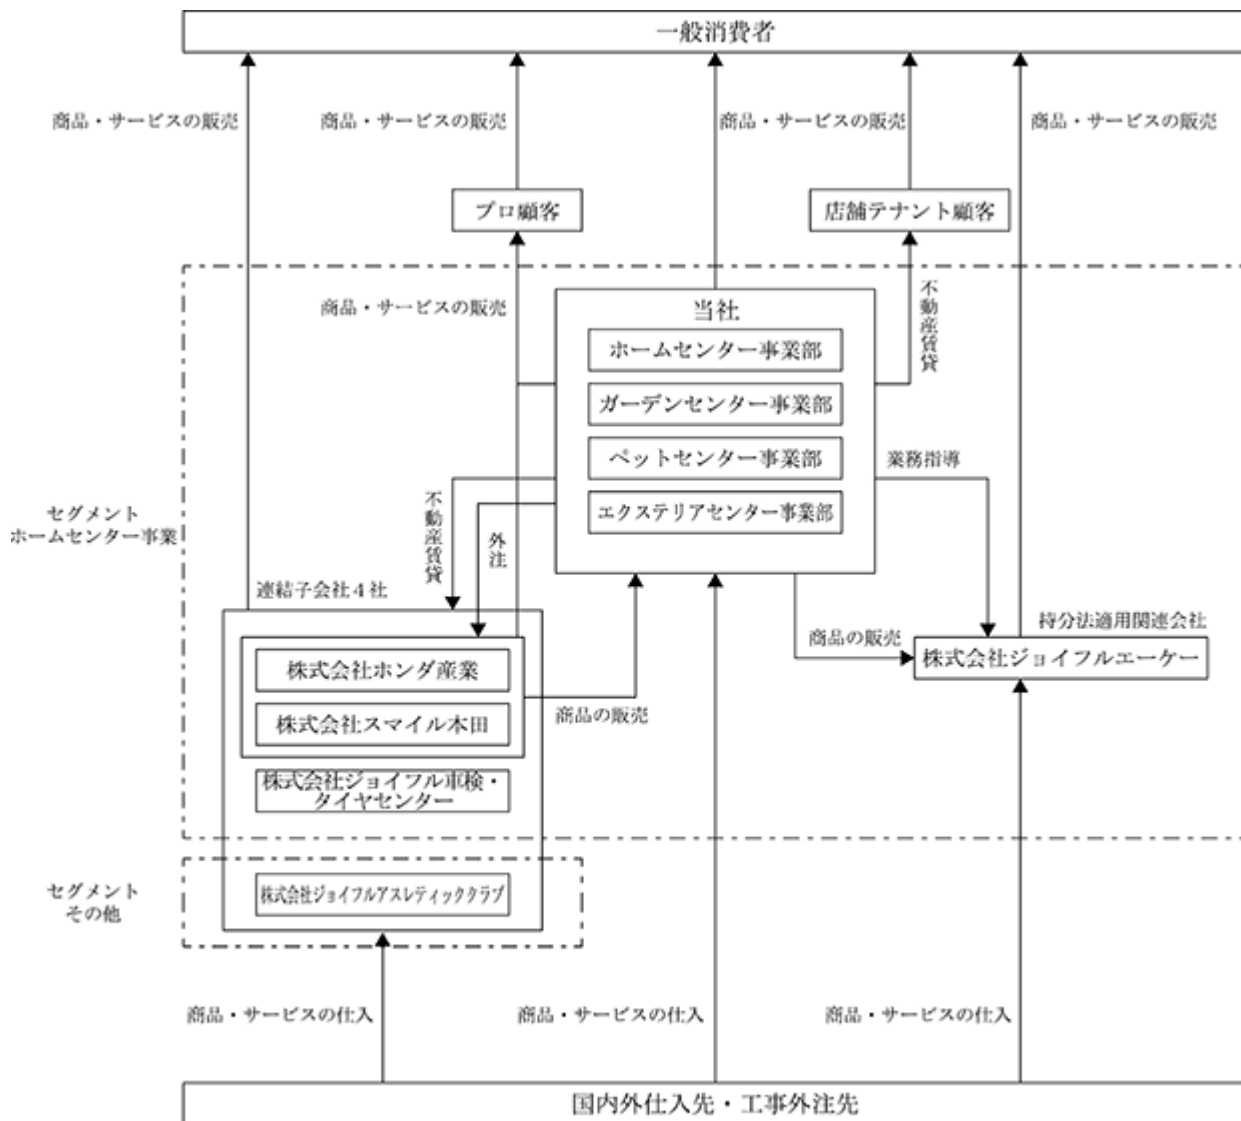 一般消費者
商品・サービスの販売
商品・サービスの販売
商品・サービスの販売
商品・サービスの販売
プロ顧客
店舗テナント顧客
商品・サービスの販売
不動産賃貸
当社
ホームセンター事業部
ガーデンセンター事業部
ペットセンター事業部
エクステリアセンター事業部
業務指導
セグメント
ホームセンター事業
不動産賃貸
外注
連結子会社４社
持分法適用関連会社
商品の販売
株式会社ジョイフルエーケー
株式会社ホンダ産業
株式会社スマイル本田
商品の販売
株式会社ジョイフル車検・
タイヤセンター
セグメント
その他
株式会社ジョイフルアスレティッククラブ
商品・サービスの仕入
商品・サービスの仕入
商品・サービスの仕入
国内外仕入先・工事外注先